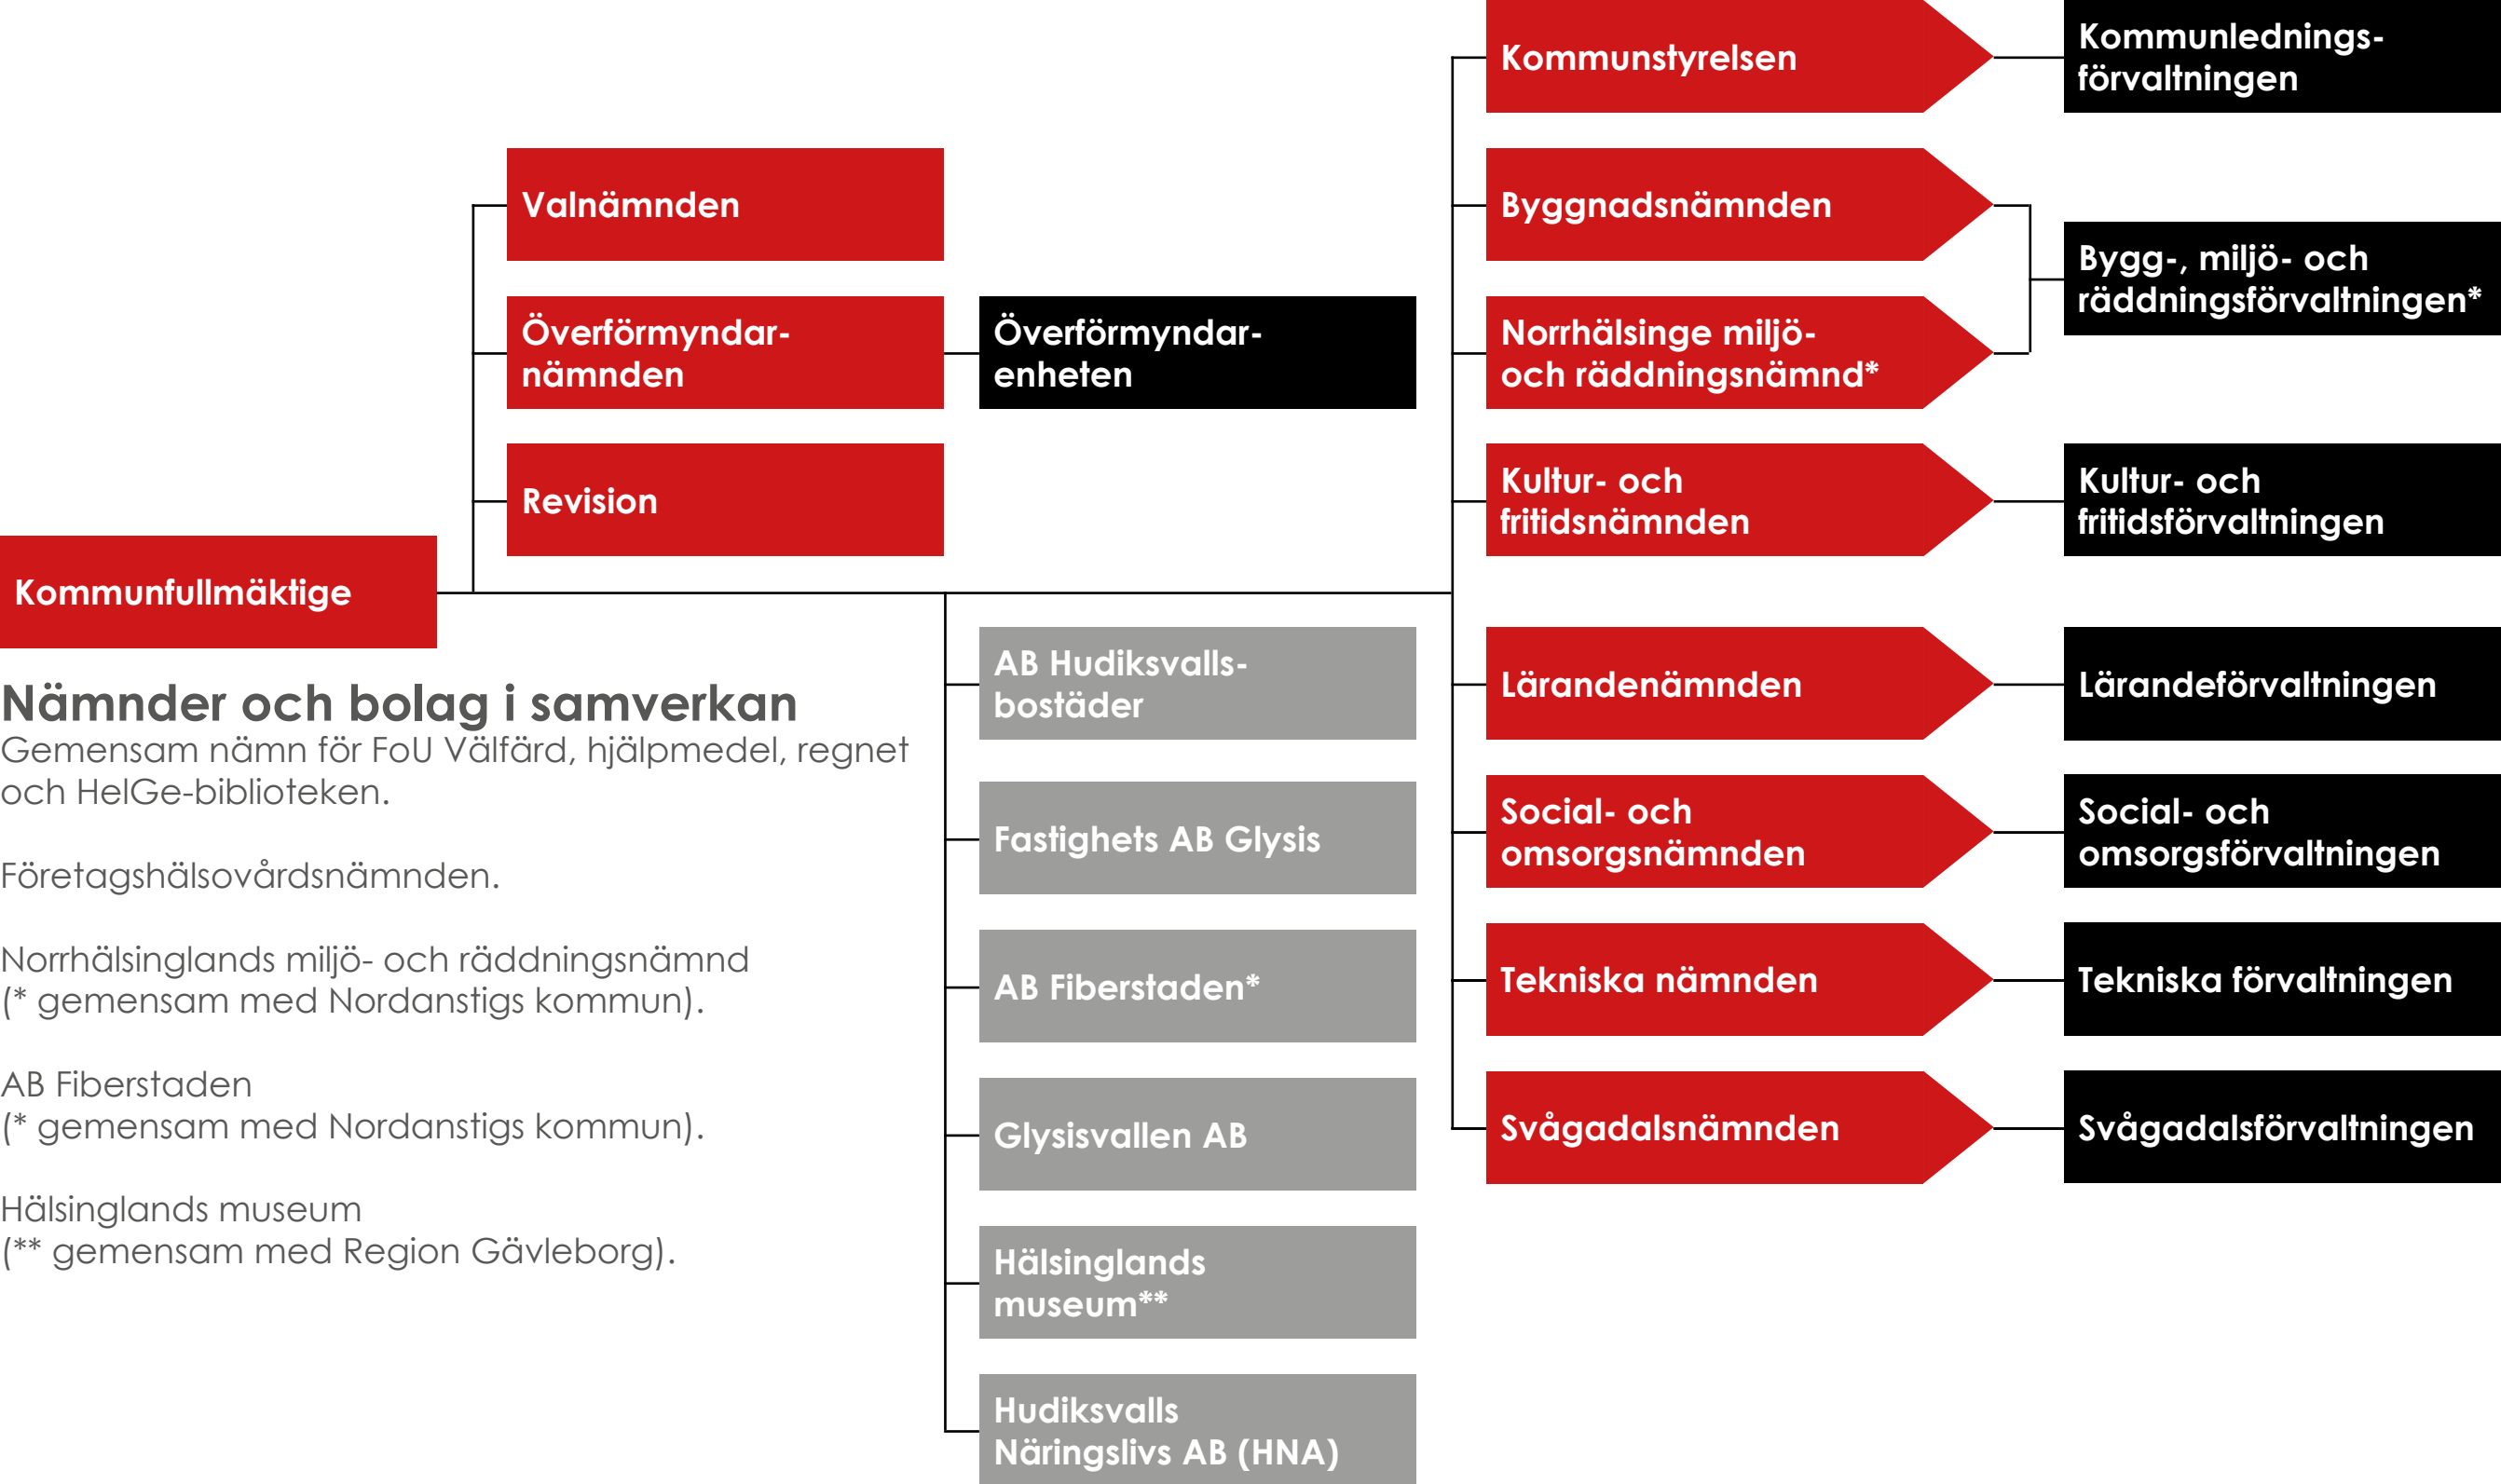 Kommunfullmäktige
Valnämnden
Överförmyndar-
nämnden
Överförmyndar-
enheten
Revision
Kommunstyrelsen
Kommunlednings-
förvaltningen
Byggnadsnämnden
Norrhälsinge miljö-
och räddningsnämnd*
Bygg-, miljö- och
räddningsförvaltningen*
Kultur- och
fritidsnämnden
Kultur- och
fritidsförvaltningen
Lärandenämnden
Lärandeförvaltningen
Social- och
omsorgsnämnden
Social- och
omsorgsförvaltningen
Tekniska nämnden
Tekniska förvaltningen
Svågadalsnämnden
Svågadalsförvaltningen
AB Hudiksvalls-
bostäder
Fastighets AB Glysis
AB Fiberstaden*
Glysisvallen AB
Hälsinglands
museum**
Hudiksvalls
Näringslivs AB (HNA)
Nämnder och bolag i samverkan
Gemensam nämn för FoU Välfärd, hjälpmedel, regnet
och HelGe-biblioteken.
Företagshälsovårdsnämnden.
Norrhälsinglands miljö- och räddningsnämnd
(* gemensam med Nordanstigs kommun).
AB Fiberstaden
(* gemensam med Nordanstigs kommun).
Hälsinglands museum
(** gemensam med Region Gävleborg).